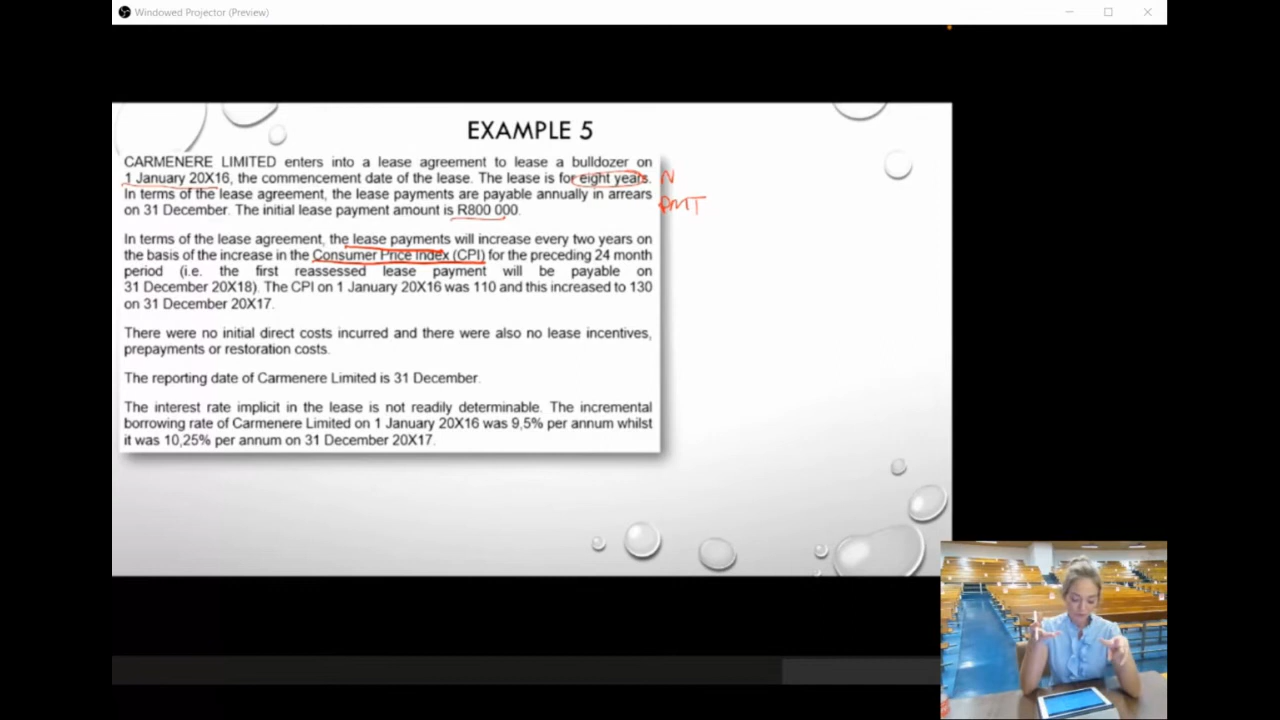 Windowed Projector (Preview)
EXAMPLE 5
CARMENERE LIMITED enters into a lease agreement to lease a bulldozer on
1 January 20X16, the commencement date of the lease. The lease is for eight years. N
In terms of the lease agreement, the lease payments are payable annually in arrears
on 31 December. The initial lease payment amount is R800 000. PMT
In terms of the lease agreement, the lease payments will increase every two years on
the basis of the increase in the Consumer Price Index (CPI) for the preceding 24 month
period (i.e. the first reassessed lease payment will be payable on
31 December 20X18). The CPI on 1 January 20X16 was 110 and this increased to 130
on 31 December 20X17.
There were no initial direct costs incurred and there were also no lease incentives,
prepayments or restoration costs.
The reporting date of Carmenere Limited is 31 December.
The interest rate implicit in the lease is not readily determinable. The incremental
borrowing rate of Carmenere Limited on 1 January 20X16 was 9,5% per annum whilst
it was 10,25% per annum on 31 December 20X17.